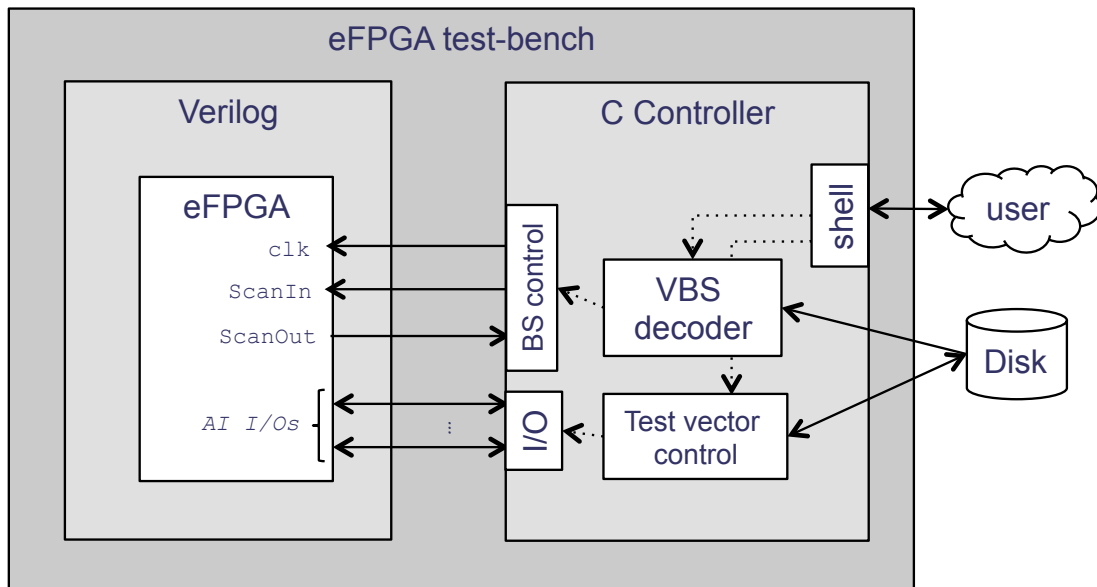 eFPGA test-bench
Verilog
eFPGA
clk
ScanIn
ScanOut
AI I/Os
...
C Controller
BS control
I/O
shell
VBS
decoder
Test vector
control
user
Disk